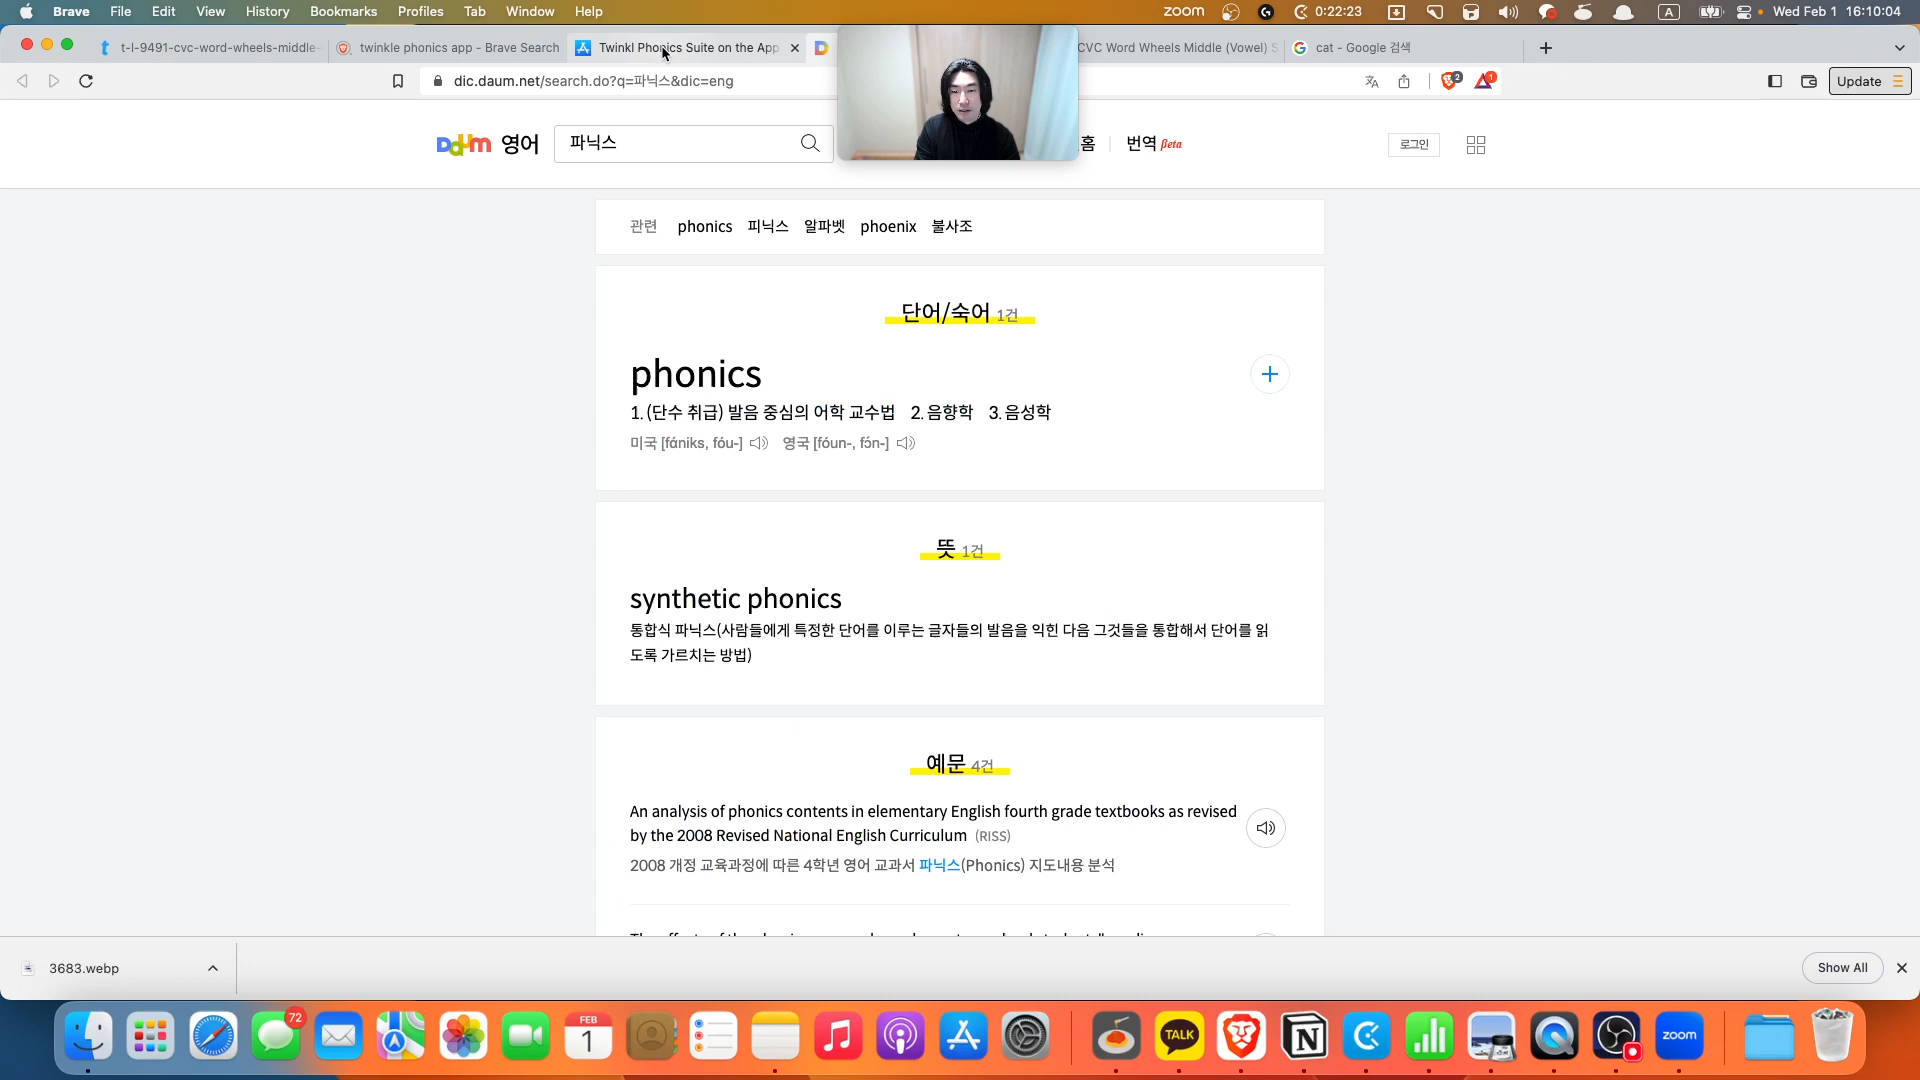 Brave File Edit View History Bookmarks Profiles Tab Window Help zoom 0:22:23 A Wed Feb 1 16:10:04
t-l-9491-cvc-word-wheels-middle- twinkle phonics app - Brave Search Twinkl Phonics Suite on the App CVC Word Wheels Middle (Vowel) S cat - Google 검색
dic.daum.net/search.do?q=파닉스&dic=eng 2 1 Update
Daum 영어 파닉스 홈 번역 Beta 로그인
관련 phonics 피닉스 알파벳 phoenix 불사조
단어/숙어 1건
phonics
1. (단수 취급) 발음 중심의 어학 교수법 2. 음향학 3. 음성학
미국 [fάniks, fóu-] 영국 [fóun-, fɔ́n-]
뜻 1건
synthetic phonics
통합식 파닉스(사람들에게 특정한 단어를 이루는 글자들의 발음을 익힌 다음 그것들을 통합해서 단어를 읽
도록 가르치는 방법)
예문 4건
An analysis of phonics contents in elementary English fourth grade textbooks as revised
by the 2008 Revised National English Curriculum (RISS)
2008 개정 교육과정에 따른 4학년 영어 교과서 파닉스(Phonics) 지도내용 분석
3683.webp Show All
72 FEB 1 TALK zoom